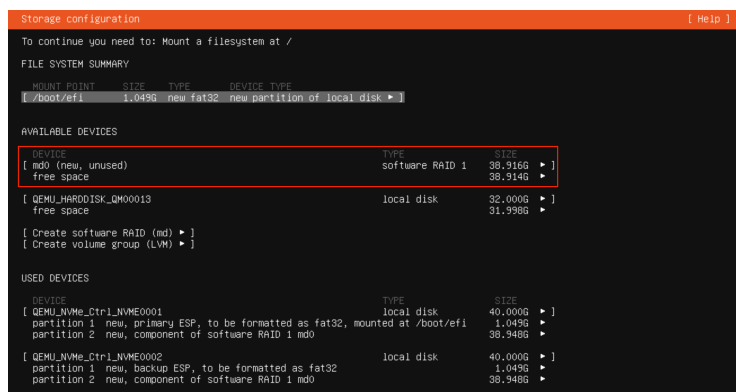 Storage configuration [ Help ]
To continue you need to: Mount a filesystem at /
FILE SYSTEM SUMMARY
MOUNT POINT SIZE TYPE DEVICE TYPE
[ /boot/efi 1.049G new fat32 new partition of local disk ▸ ]
AVAILABLE DEVICES
DEVICE TYPE SIZE
[ md0 (new, unused) software RAID 1 38.916G ▸ ]
free space 38.914G ▸
[ QEMU_HARDDISK_QM00013 local disk 32.000G ▸ ]
free space 31.998G ▸
[ Create software RAID (md) ▸ ]
[ Create volume group (LVM) ▸ ]
USED DEVICES
DEVICE TYPE SIZE
[ QEMU_NVMe_Ctrl_NVME0001 local disk 40.000G ▸ ]
partition 1 new, primary ESP, to be formatted as fat32, mounted at /boot/efi 1.049G ▸
partition 2 new, component of software RAID 1 md0 38.948G ▸
[ QEMU_NVMe_Ctrl_NVME0002 local disk 40.000G ▸ ]
partition 1 new, backup ESP, to be formatted as fat32 1.049G ▸
partition 2 new, component of software RAID 1 md0 38.948G ▸